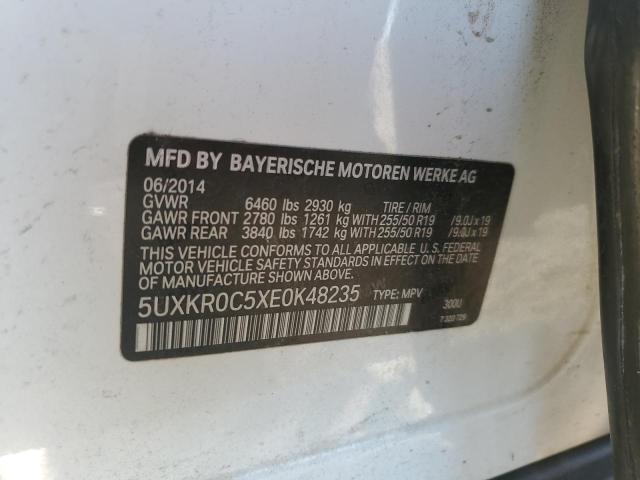 MFD BY BAYERISCHE MOTOREN WERKE AG
06/2014
GVWR 6460 lbs 2930 kg TIRE / RIM
GAWR FRONT 2780 lbs 1261 kg WITH 255/50 R19 /9.0J x 19
GAWR REAR 3840 lbs 1742 kg WITH 255/50 R19 /9.0J x 19
THIS VEHICLE CONFORMS TO ALL APPLICABLE U.S. FEDERAL
MOTOR VEHICLE SAFETY STANDARDS IN EFFECT ON THE DATE
OF MANUFACTURE SHOWN ABOVE.
5UXKR0C5XE0K48235 TYPE: MPV 300U
7 320 729